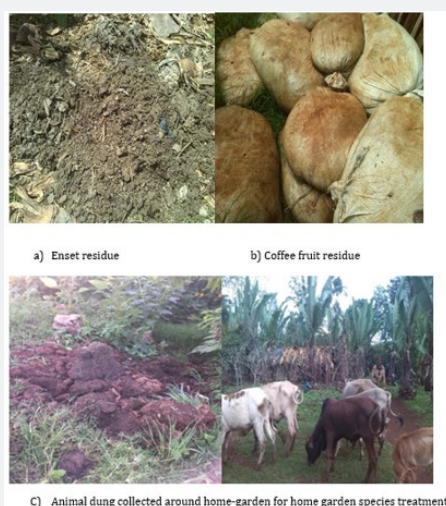 a) Enset residue
b) Coffee fruit residue
C) Animal dung collected around home-garden for home garden species treatment